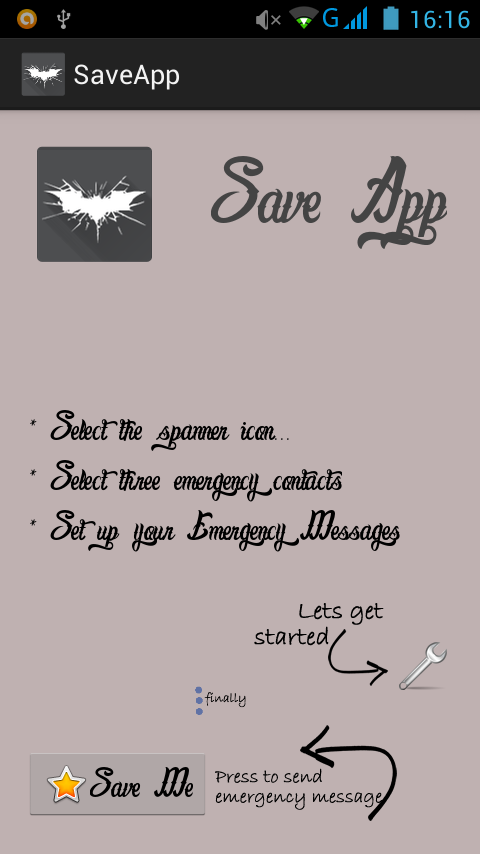 G 16:16
SaveApp
Save App
* Select the spanner icon...
* Select three emergency contacts
* Set up your Emergency Messages
Lets get
started
finally
Save Me
Press to send
emergency message